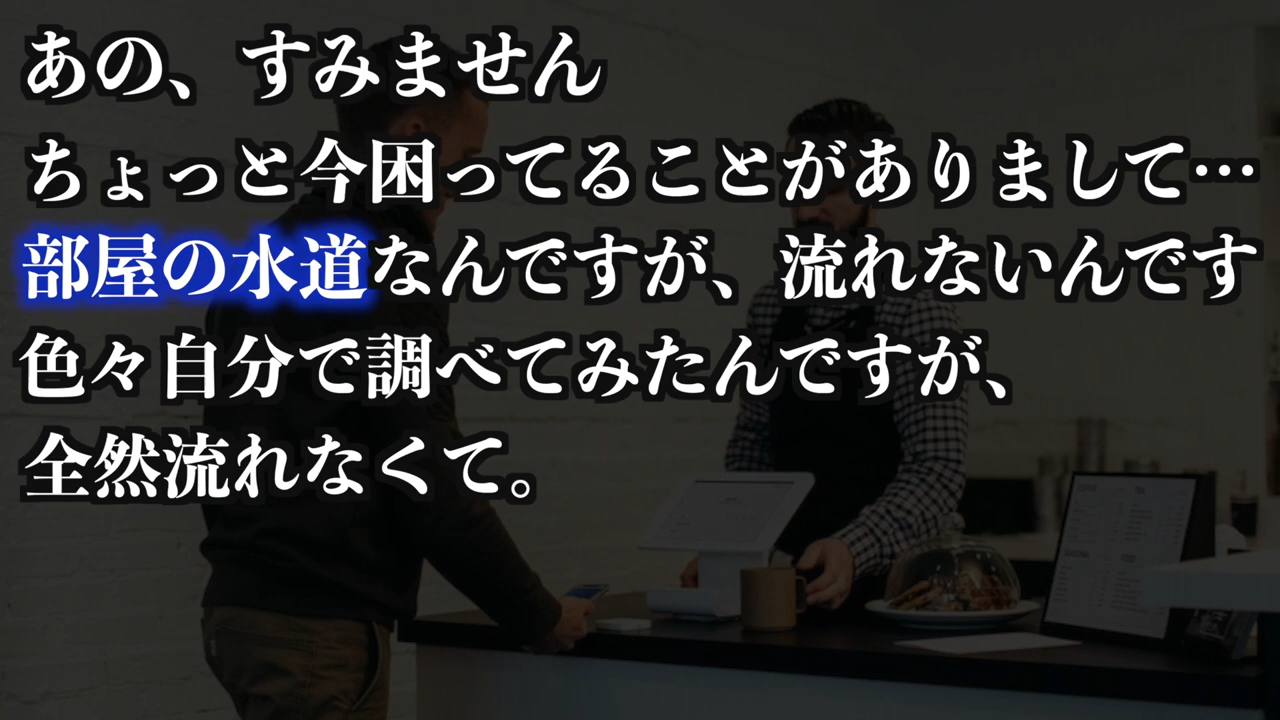 あの、すみません
ちょっと今困ってることがありまして…
部屋の水道なんですが、流れないんです
色々自分で調べてみたんですが、
全然流れなくて。